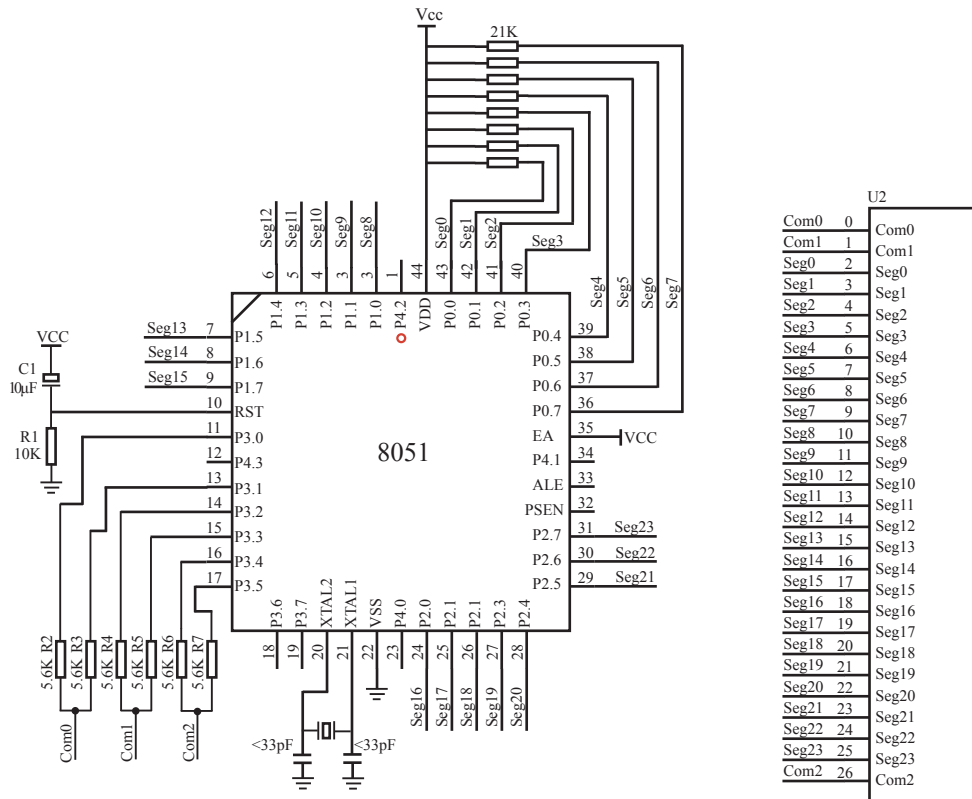 Vcc
21K
Seg12
Seg11
Seg10
Seg9
Seg8
Seg0
Seg1
Seg2
Seg3
Seg4
Seg5
Seg6
Seg7
6
5
4
3
3
1
44
43
42
41
40
P1.4
P1.3
P1.2
P1.1
P1.0
P4.2
VDD
P0.0
P0.1
P0.2
P0.3
Seg13 7 P1.5
Seg14 8 P1.6
Seg15 9 P1.7
10 RST
11 P3.0
12 P4.3
13 P3.1
14 P3.2
15 P3.3
16 P3.4
17 P3.5
VCC
C1
10μF
R1
10K
8051
P0.4 39
P0.5 38
P0.6 37
P0.7 36
EA 35 VCC
P4.1 34
ALE 33
PSEN 32
P2.7 31 Seg23
P2.6 30 Seg22
P2.5 29 Seg21
P3.6
P3.7
XTAL2
XTAL1
VSS
P4.0
P2.0
P2.1
P2.1
P2.3
P2.4
18
19
20
21
22
23
24
25
26
27
28
Seg16
Seg17
Seg18
Seg19
Seg20
5.6K R2
5.6K R3
5.6K R4
5.6K R5
5.6K R6
5.6K R7
Com0
Com1
Com2
<33pF
<33pF
U2
Com0 0 Com0
Com1 1 Com1
Seg0 2 Seg0
Seg1 3 Seg1
Seg2 4 Seg2
Seg3 5 Seg3
Seg4 6 Seg4
Seg5 7 Seg5
Seg6 8 Seg6
Seg7 9 Seg7
Seg8 10 Seg8
Seg9 11 Seg9
Seg10 12 Seg10
Seg11 13 Seg11
Seg12 14 Seg12
Seg13 15 Seg13
Seg14 16 Seg14
Seg15 17 Seg15
Seg16 18 Seg16
Seg17 19 Seg17
Seg18 20 Seg18
Seg19 21 Seg19
Seg20 22 Seg20
Seg21 23 Seg21
Seg22 24 Seg22
Seg23 25 Seg23
Com2 26 Com2